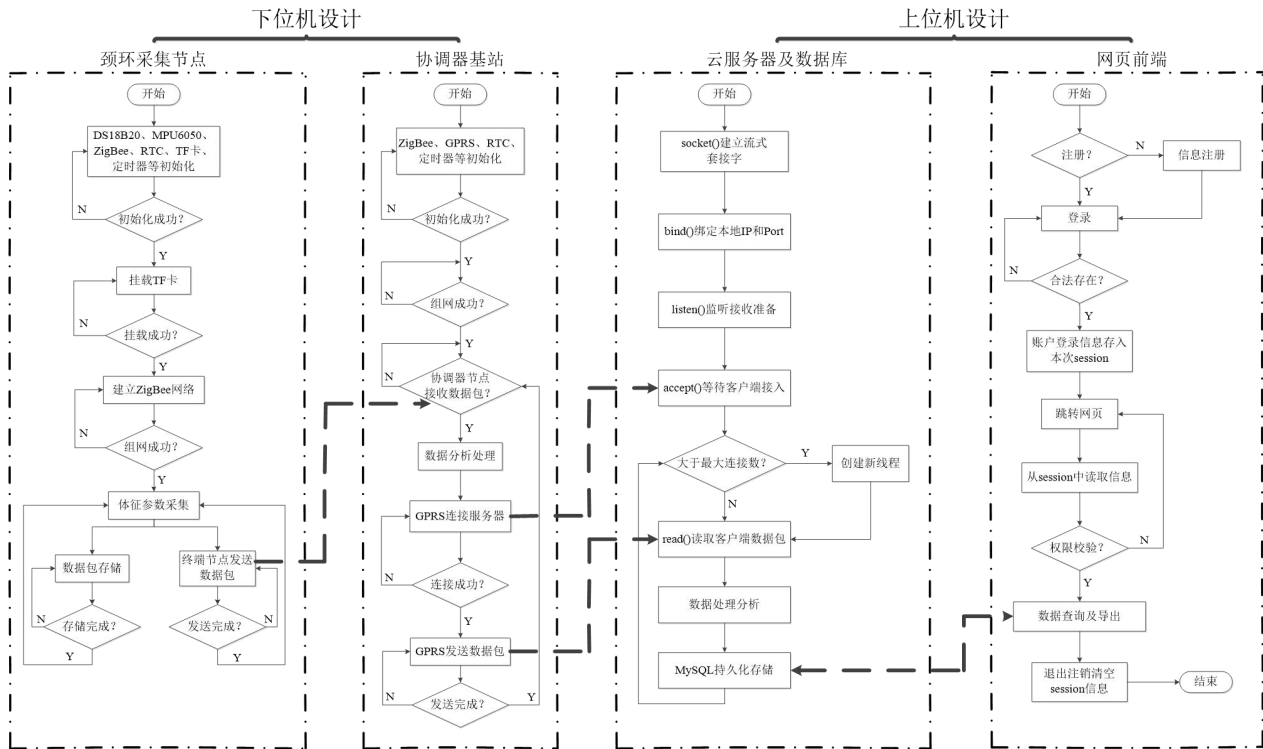 下位机设计
上位机设计
颈环采集节点
协调器基站
云服务器及数据库
网页前端
开始
DS18B20、MPU6050、
ZigBee、RTC、TF卡、
定时器等初始化
N
初始化成功？
Y
挂载TF卡
N
挂载成功？
Y
建立ZigBee网络
N
组网成功？
Y
体征参数采集
数据包存储
终端节点发送
数据包
N
存储完成？
Y
发送完成？
N
Y
开始
ZigBee、GPRS、RTC、
定时器等初始化
N
初始化成功？
Y
Y
N
组网成功？
Y
Y
N
协调器节点
接收数据包？
Y
数据分析处理
GPRS连接服务器
N
连接成功？
Y
GPRS发送数据包
N
发送完成？
Y
开始
socket()建立流式
套接字
bind()绑定本地IP和Port
listen()监听接收准备
accept()等待客户端接入
大于最大连接数？
Y
创建新线程
N
read()读取客户端数据包
数据处理分析
MySQL持久化存储
开始
注册？
N
信息注册
Y
登录
N
合法存在？
Y
账户登录信息存入
本次session
跳转网页
从session中读取信息
权限校验？
N
Y
数据查询及导出
退出注销清空
session信息
结束